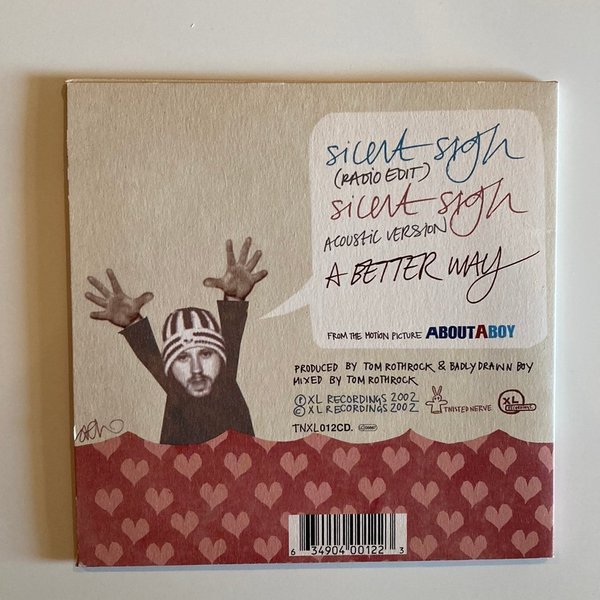 silent sigh
(RADIO EDIT)
silent sigh
ACOUSTIC VERSION
A BETTER WAY
FROM THE MOTION PICTURE ABOUTABOY
PRODUCED BY TOM ROTHROCK & BADLY DRAWN BOY
MIXED BY TOM ROTHROCK
Ⓟ XL RECORDINGS 2002
© XL RECORDINGS 2002
TWISTED NERVE
XL
RECORDINGS
TNXL012CD.
6 34904 00122 3